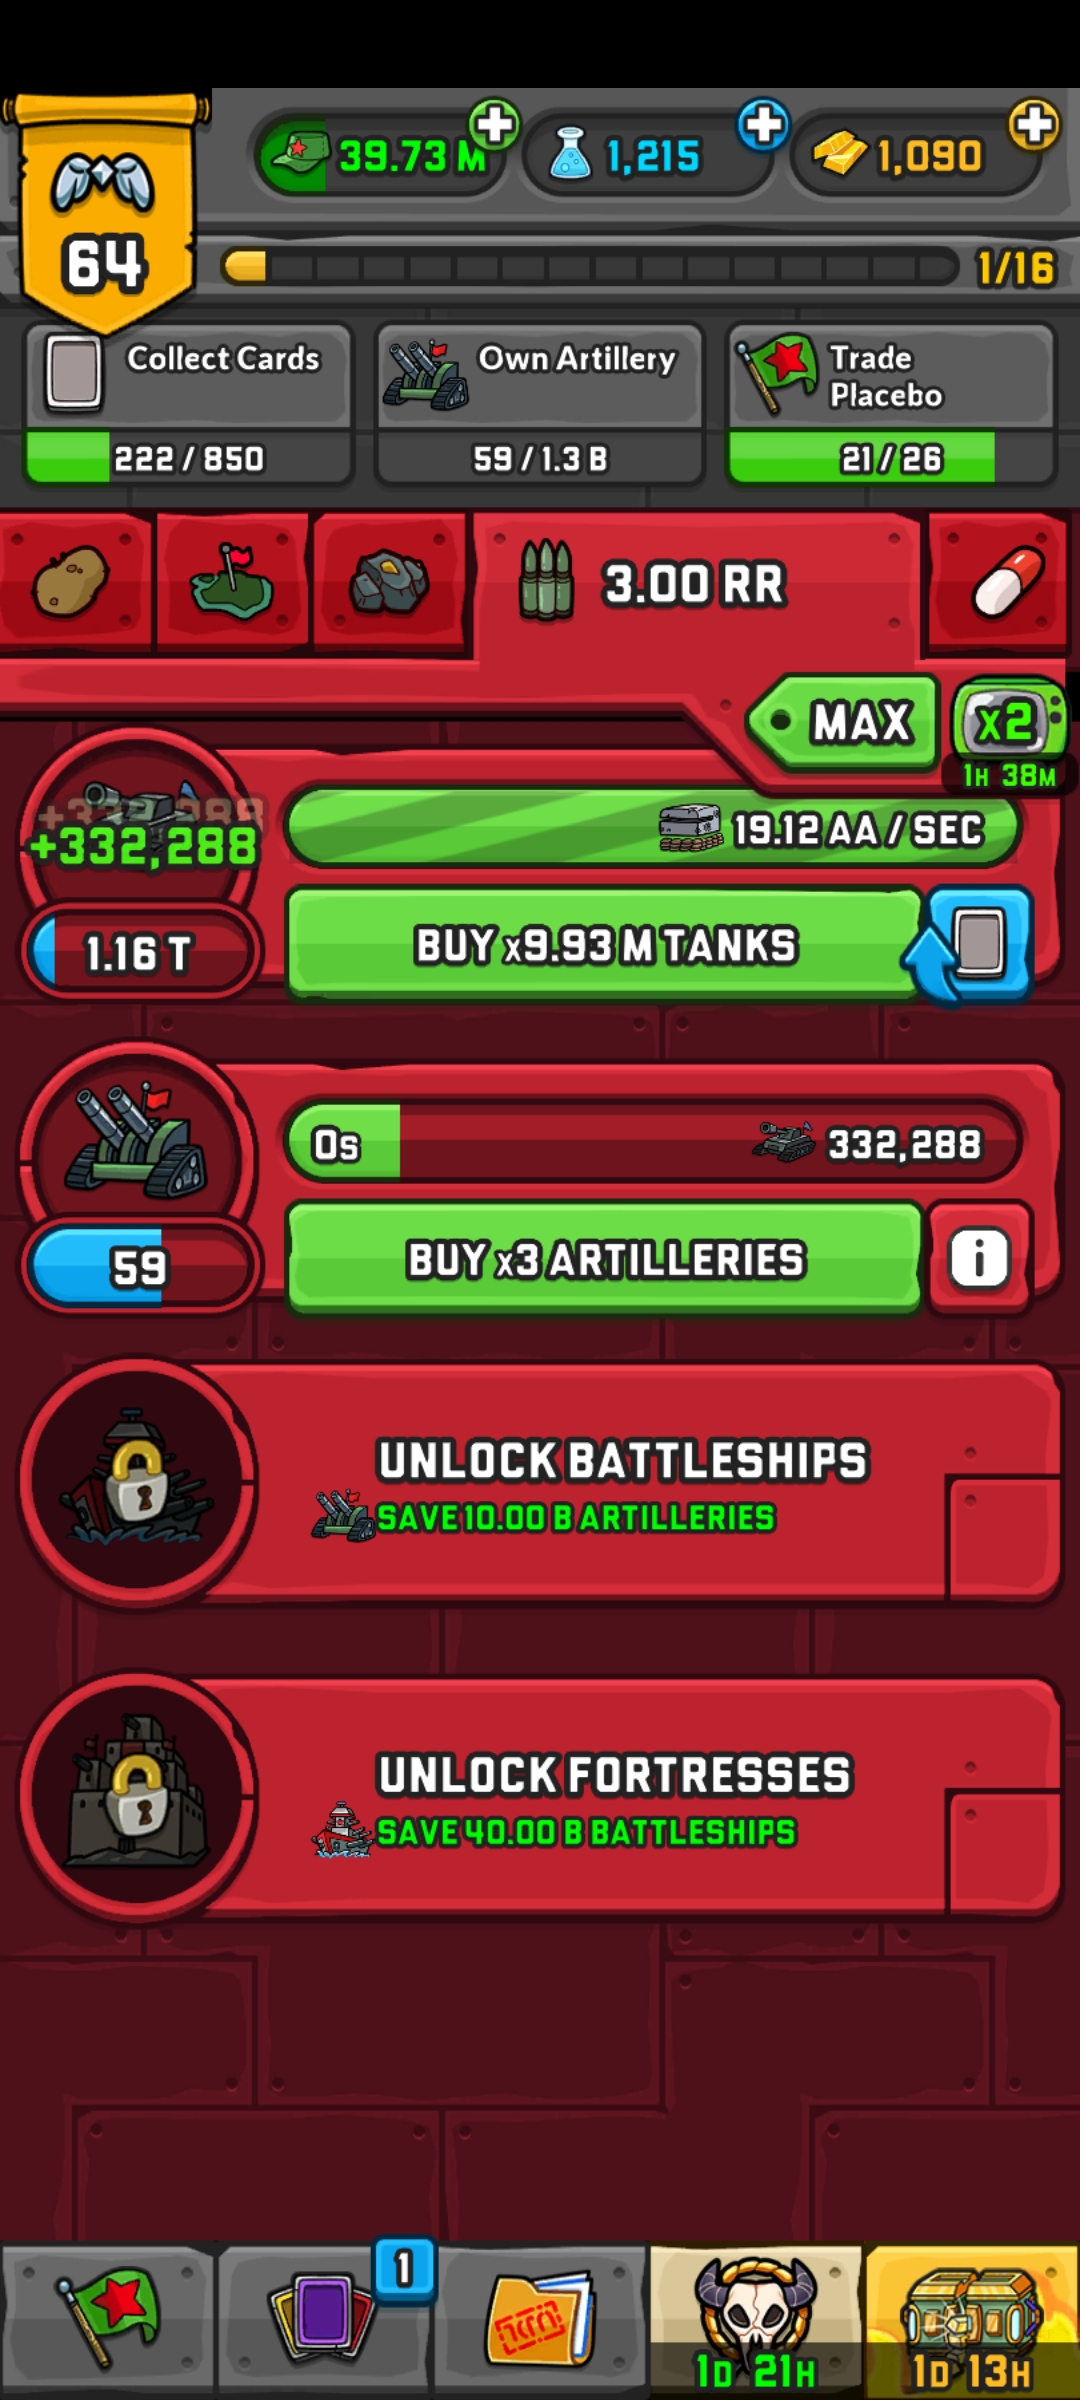 39.73 M
1,215
1,090
64
1/16
Collect Cards
222 / 850
Own Artillery
59 / 1.3 B
Trade
Placebo
21 / 26
3.00 RR
MAX
x2
1H 38M
+332,288
+332,288
19.12 AA / SEC
1.16 T
BUY x9.93 M TANKS
0s
332,288
59
BUY x3 ARTILLERIES
i
UNLOCK BATTLESHIPS
SAVE 10.00 B ARTILLERIES
UNLOCK FORTRESSES
SAVE 40.00 B BATTLESHIPS
1
1D 21H
1D 13H